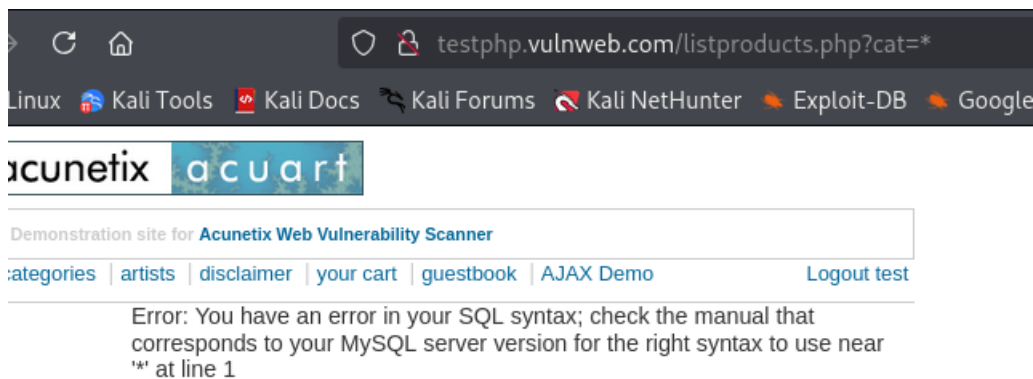 testphp.vulnweb.com/listproducts.php?cat=*
Linux Kali Tools Kali Docs Kali Forums Kali NetHunter Exploit-DB Google
acunetix acuart
Demonstration site for Acunetix Web Vulnerability Scanner
categories | artists | disclaimer | your cart | guestbook | AJAX Demo Logout test
Error: You have an error in your SQL syntax; check the manual that
corresponds to your MySQL server version for the right syntax to use near
'*' at line 1